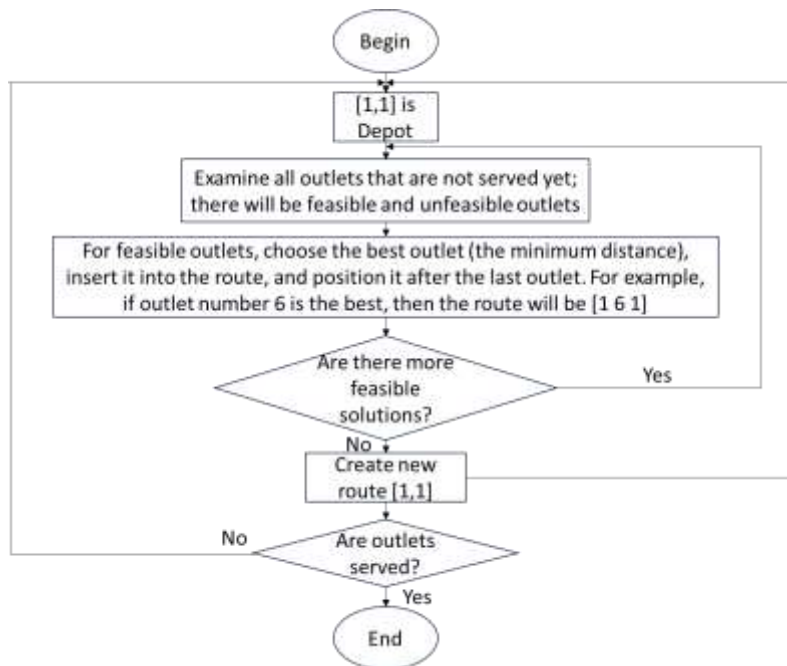 Begin
[1,1] is
Depot
Examine all outlets that are not served yet;
there will be feasible and unfeasible outlets
For feasible outlets, choose the best outlet (the minimum distance),
insert it into the route, and position it after the last outlet. For example,
if outlet number 6 is the best, then the route will be [1 6 1]
Are there more
feasible
solutions?
Yes
No
Create new
route [1,1]
No
Are outlets
served?
Yes
End